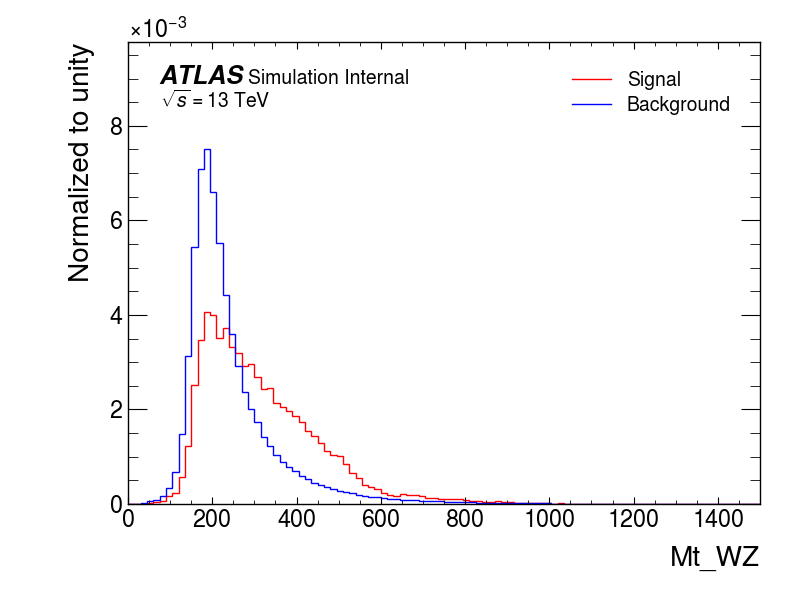 ×10⁻³
Normalized to unity
ATLAS Simulation Internal
√s = 13 TeV
Signal
Background
8
6
4
2
0
0 200 400 600 800 1000 1200 1400
Mt_WZ